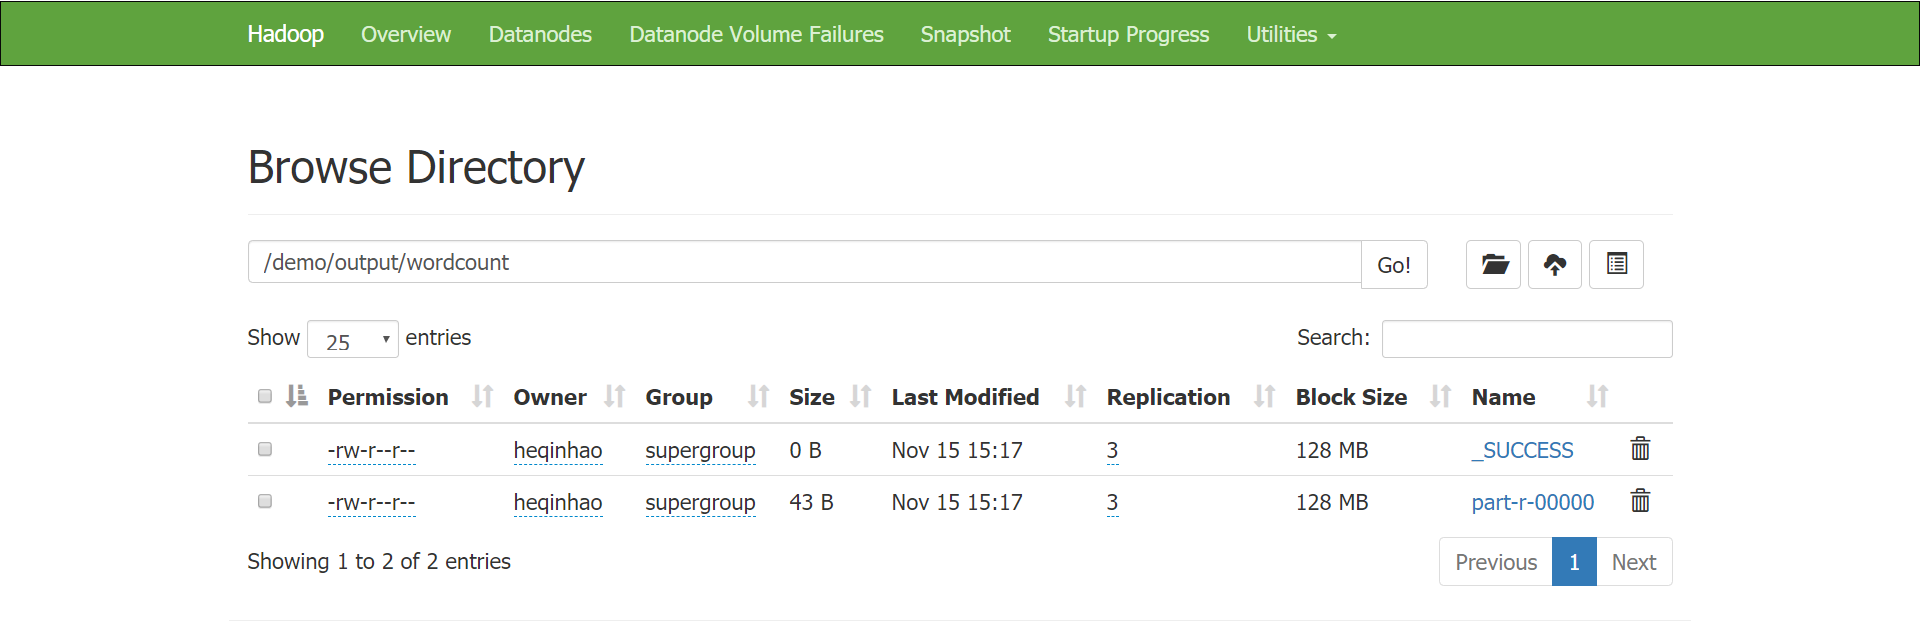 Hadoop Overview Datanodes Datanode Volume Failures Snapshot Startup Progress Utilities
Browse Directory
/demo/output/wordcount Go!
Show 25 entries Search:
Permission Owner Group Size Last Modified Replication Block Size Name
-rw-r--r-- heqinhao supergroup 0 B Nov 15 15:17 3 128 MB _SUCCESS
-rw-r--r-- heqinhao supergroup 43 B Nov 15 15:17 3 128 MB part-r-00000
Showing 1 to 2 of 2 entries Previous 1 Next